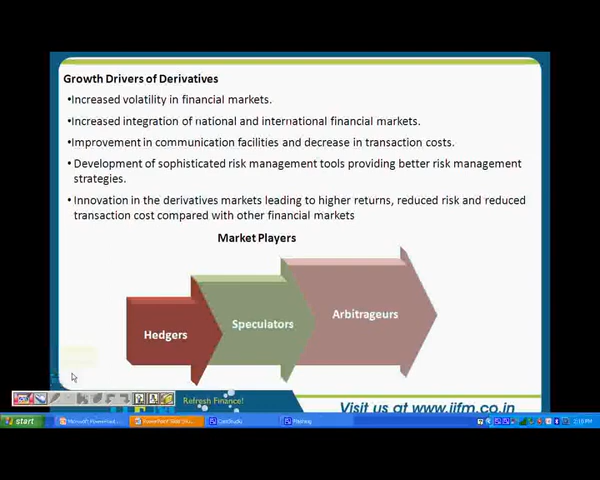 Growth Drivers of Derivatives
•Increased volatility in financial markets.
•Increased integration of national and international financial markets.
•Improvement in communication facilities and decrease in transaction costs.
• Development of sophisticated risk management tools providing better risk management
strategies.
• Innovation in the derivatives markets leading to higher returns, reduced risk and reduced
transaction cost compared with other financial markets
Market Players
Hedgers
Speculators
Arbitrageurs
Refresh Finance!
Visit us at www.iifm.co.in
start